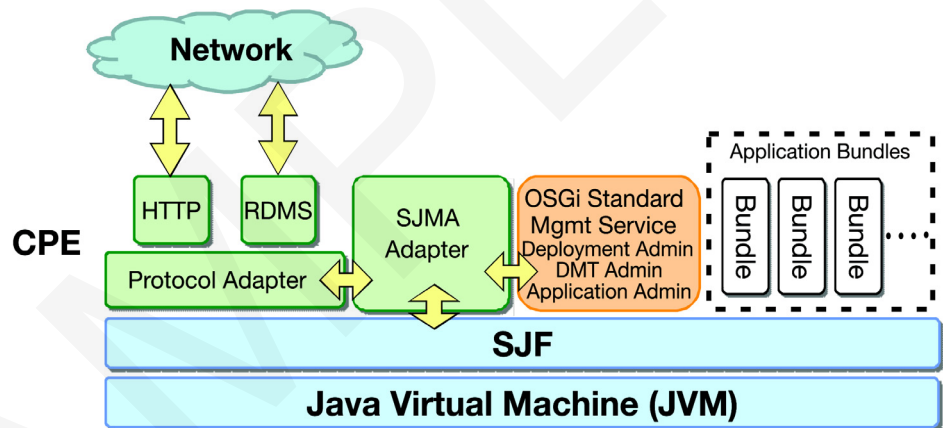 Network
Application Bundles
HTTP
RDMS
SJMA
Adapter
OSGi Standard
Mgmt Service
Deployment Admin
DMT Admin
Application Admin
Bundle
Bundle
Bundle
CPE
Protocol Adapter
SJF
Java Virtual Machine (JVM)